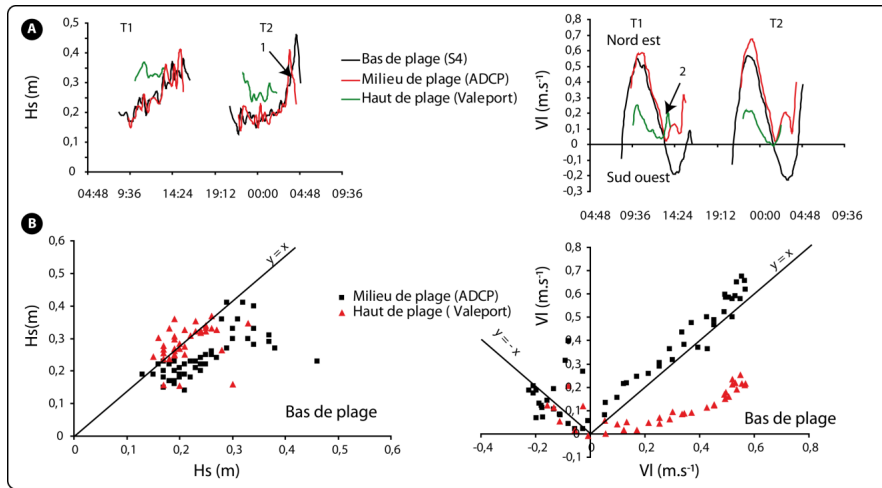 A
T1
T2
1
0,5
0,4
0,3
0,2
0,1
0
Hs (m)
04:48 9:36 14:24 19:12 00:00 04:48 09:36
Bas de plage (S4)
Milieu de plage (ADCP)
Haut de plage (Valeport)
T1
T2
Nord est
2
0,8
0,7
0,6
0,5
0,4
0,3
0,2
0,1
0
-0,1
-0,2
-0,3
Vl (m.s-¹)
Sud ouest
04:48 09:36 14:24 19:12 00:00 04:48 09:36
B
0,6
0,5
0,4
0,3
0,2
0,1
0
Hs(m)
y = x
Bas de plage
0 0,1 0,2 0,3 0,4 0,5 0,6
Hs (m)
Milieu de plage (ADCP)
Haut de plage ( Valeport)
0,8
0,7
0,6
0,5
0,4
0,3
0,2
0,1
0,0
-0,1
Vl (m.s-¹)
y = - x
y = x
Bas de plage
-0,4 -0,2 0 0,2 0,4 0,6 0,8
Vl (m.s-¹)